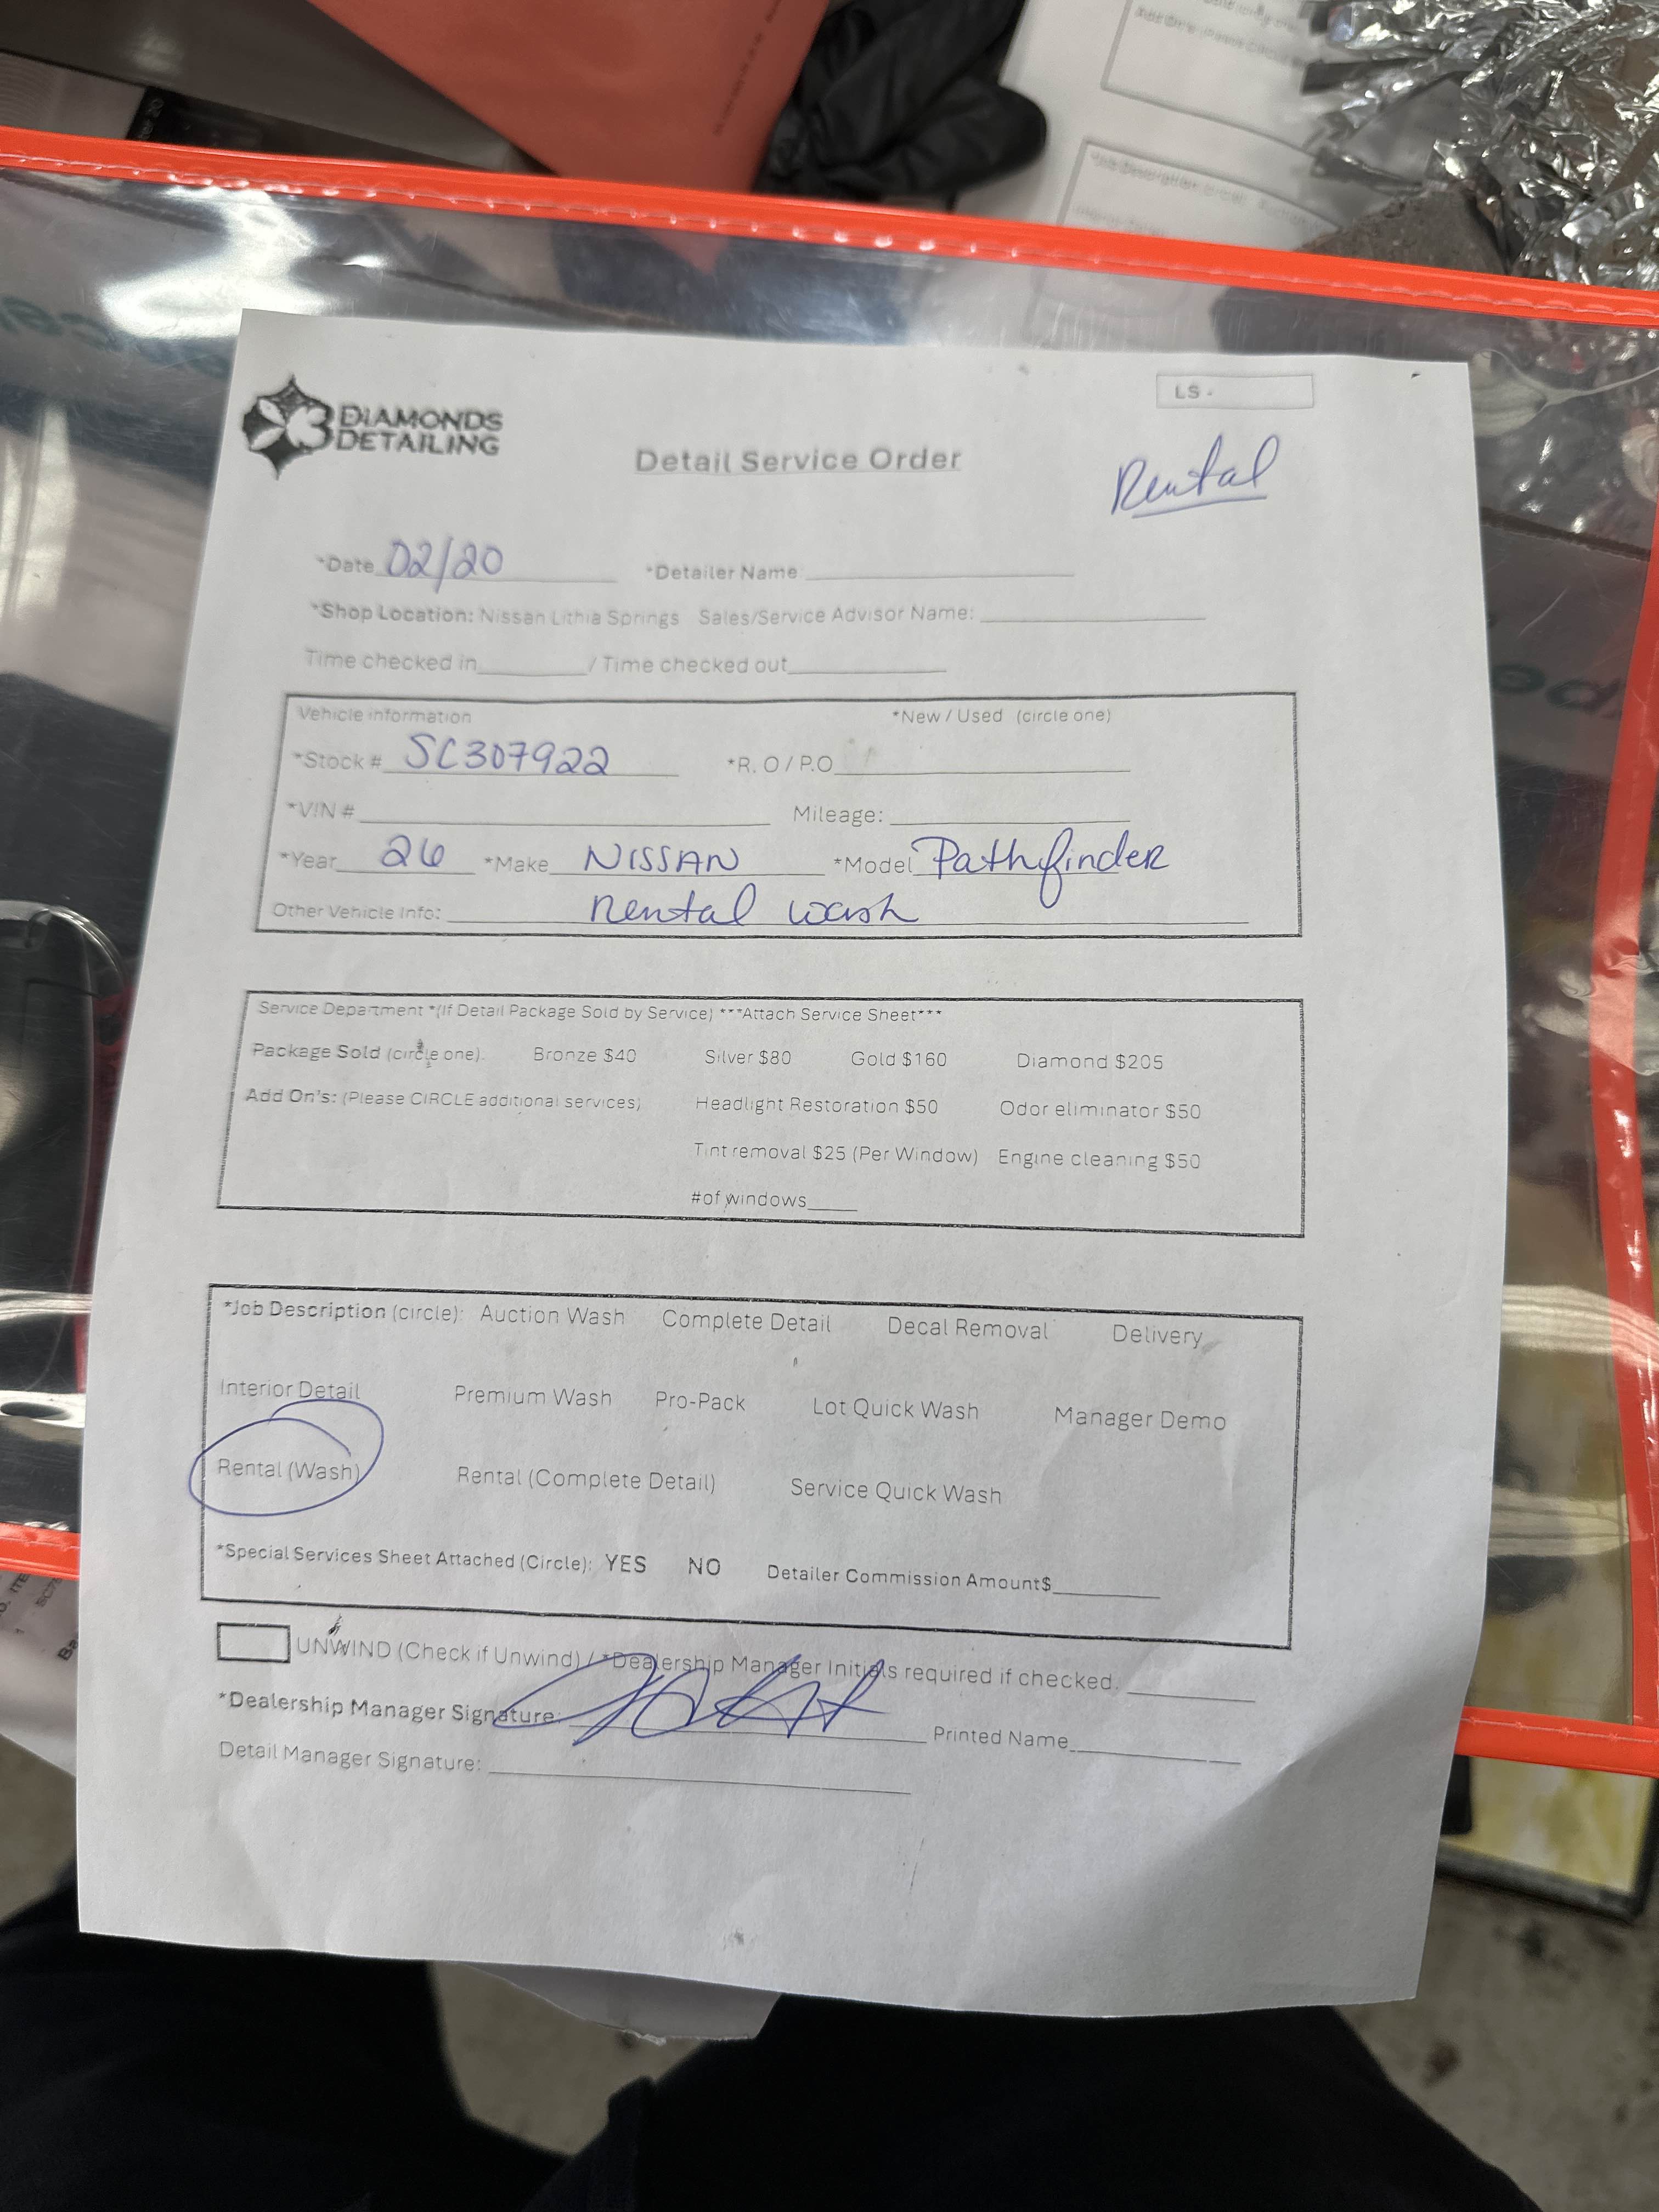 LS -
DIAMONDS
DETAILING
Detail Service Order
Rental
*Date 02/20 *Detailer Name
*Shop Location: Nissan Lithia Springs Sales/Service Advisor Name:
Time checked in / Time checked out
Vehicle information *New / Used (circle one)
*Stock # SC307922 *R. O / P.O
*VIN # Mileage:
*Year 26 *Make NISSAN *Model Pathfinder
Other Vehicle Info: Rental wash
Service Department *(If Detail Package Sold by Service) ***Attach Service Sheet***
Package Sold (circle one). Bronze $40 Silver $80 Gold $160 Diamond $205
Add On's: (Please CIRCLE additional services) Headlight Restoration $50 Odor eliminator $50
Tint removal $25 (Per Window) Engine cleaning $50
# of windows
*Job Description (circle): Auction Wash Complete Detail Decal Removal Delivery
Interior Detail Premium Wash Pro-Pack Lot Quick Wash Manager Demo
Rental (Wash) Rental (Complete Detail) Service Quick Wash
*Special Services Sheet Attached (Circle): YES NO Detailer Commission Amount$
UNWIND (Check if Unwind) / *Dealership Manager Initials required if checked.
*Dealership Manager Signature: Printed Name
Detail Manager Signature: